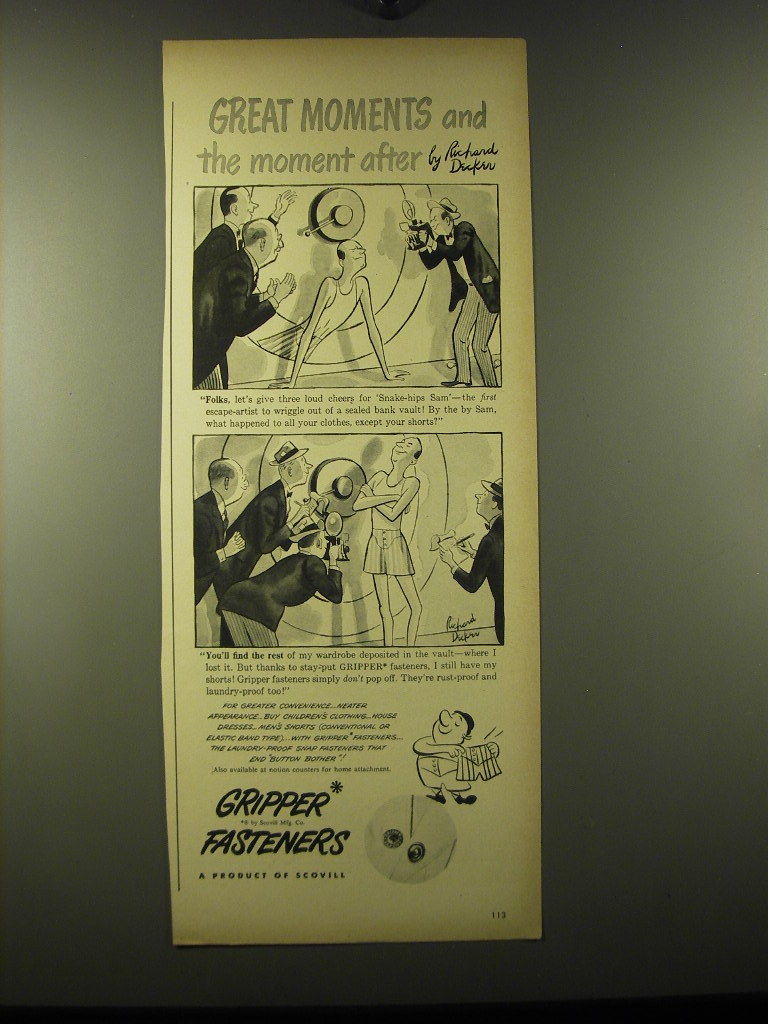 GREAT MOMENTS and
the moment after by Richard
Decker
"Folks, let's give three loud cheers for 'Snake-hips Sam'—the first
escape-artist to wriggle out of a sealed bank vault! By the by Sam,
what happened to all your clothes, except your shorts?"
Richard
Decker
"You'll find the rest of my wardrobe deposited in the vault—where I
lost it. But thanks to stay-put GRIPPER* fasteners, I still have my
shorts! Gripper fasteners simply don't pop off. They're rust-proof and
laundry-proof too!"
FOR GREATER CONVENIENCE...NEATER
APPEARANCE...BUY CHILDREN'S CLOTHING...HOUSE
DRESSES...MEN'S SHORTS (CONVENTIONAL OR
ELASTIC BAND TYPE)...WITH GRIPPER* FASTENERS...
THE LAUNDRY-PROOF SNAP FASTENERS THAT
END "BUTTON BOTHER"!
Also available at notion counters for home attachment.
GRIPPER*
*® by Scovill Mfg. Co.
FASTENERS
A PRODUCT OF SCOVILL
113